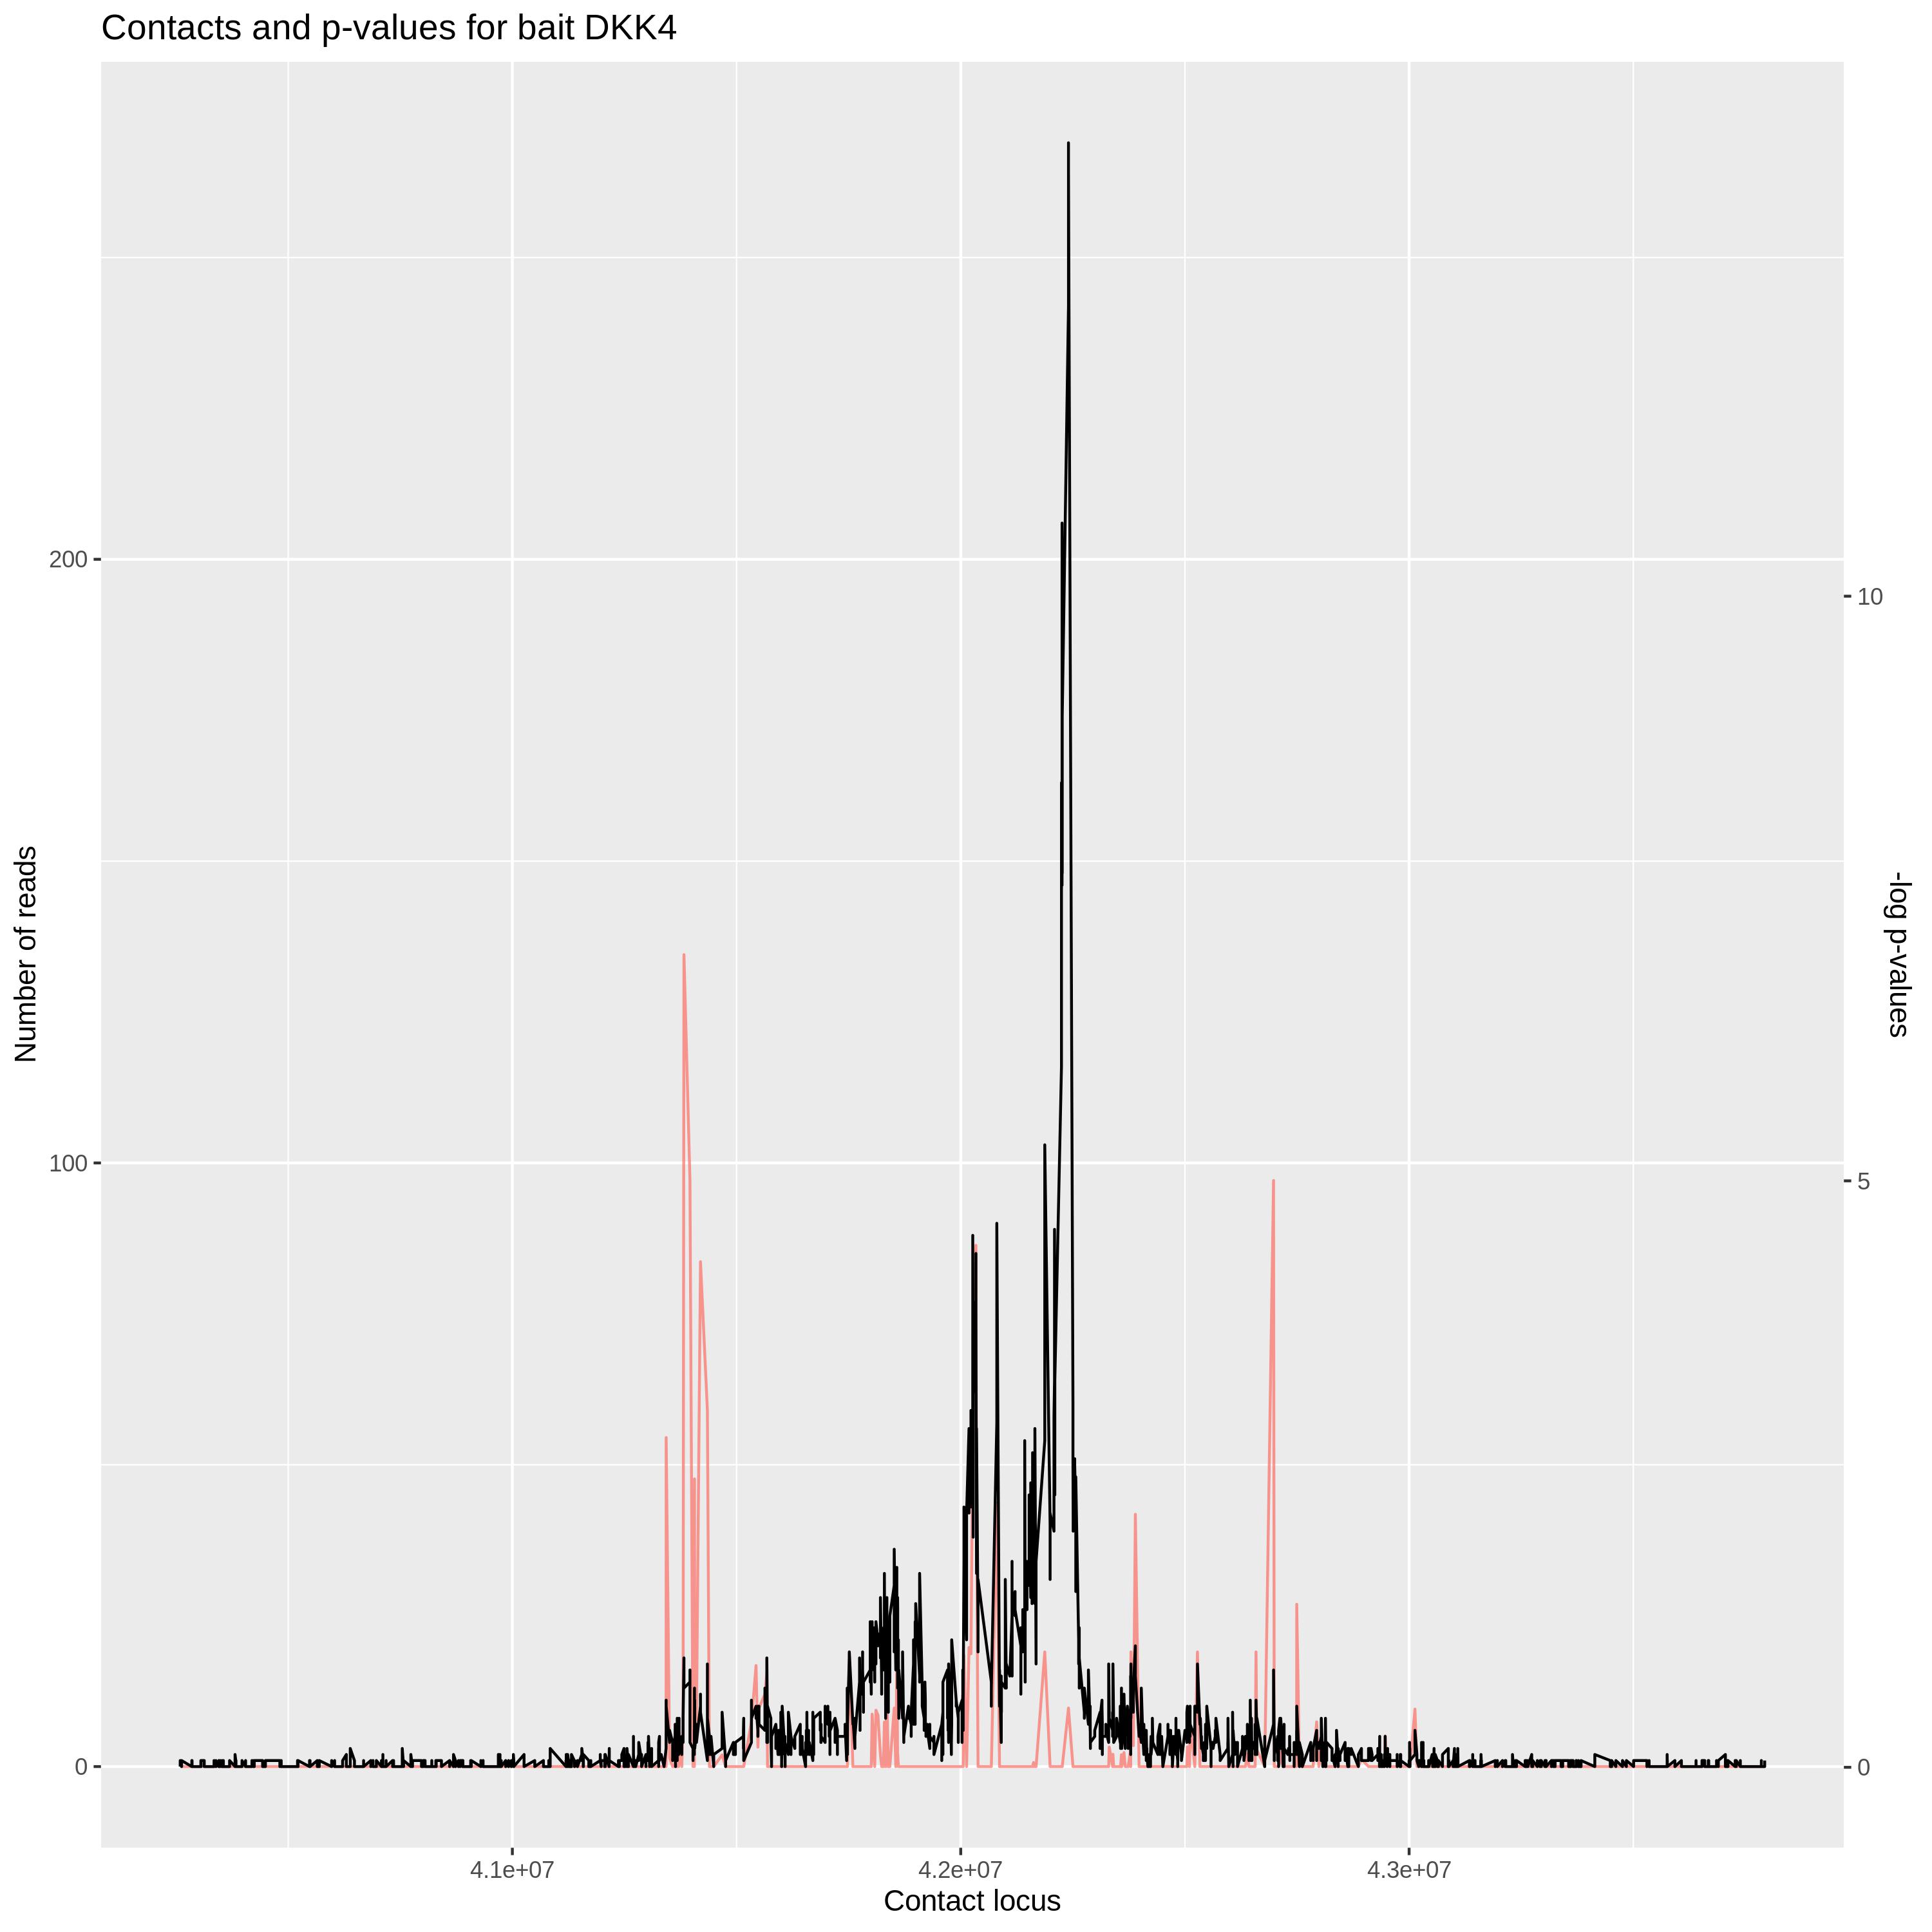 Contacts and p-values for bait DKK4
Number of reads
200
100
0
10
5
0
-log p-values
4.1e+07
4.2e+07
4.3e+07
Contact locus